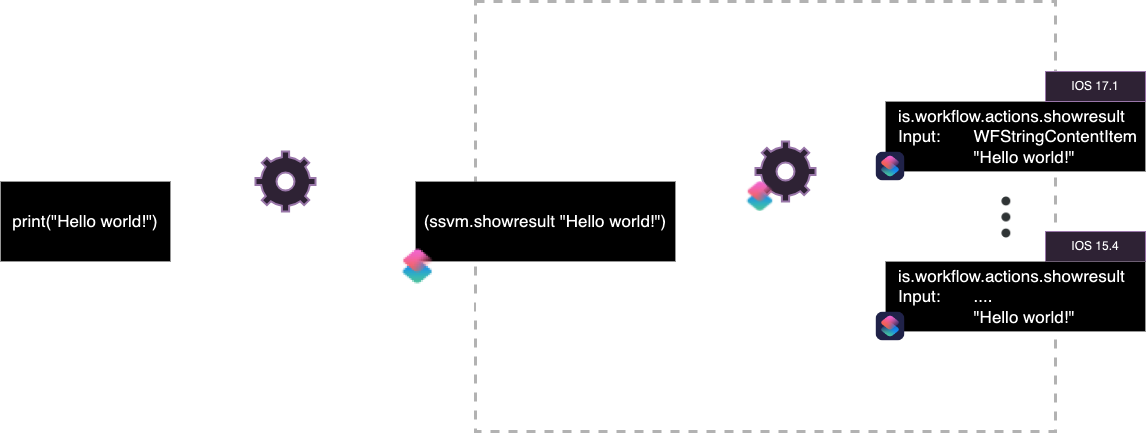 print("Hello world!")
(ssvm.showresult "Hello world!")
IOS 17.1
is.workflow.actions.showresult
Input: WFStringContentItem
"Hello world!"
IOS 15.4
is.workflow.actions.showresult
Input: ....
"Hello world!"